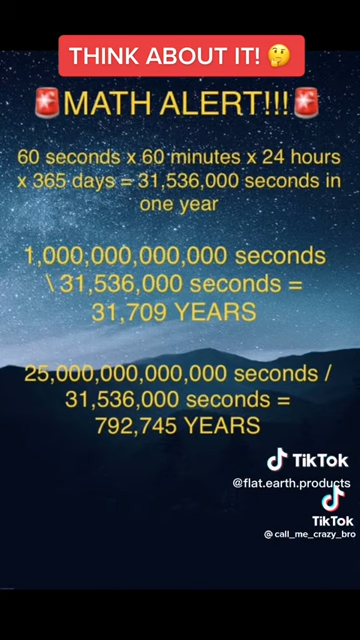 THINK ABOUT IT! 🤔
🚨MATH ALERT!!!🚨
60 seconds x 60 minutes x 24 hours
x 365 days = 31,536,000 seconds in
one year
1,000,000,000,000 seconds
\ 31,536,000 seconds =
31,709 YEARS
25,000,000,000,000 seconds /
31,536,000 seconds =
792,745 YEARS
TikTok
@flat.earth.products
TikTok
@call_me_crazy_bro